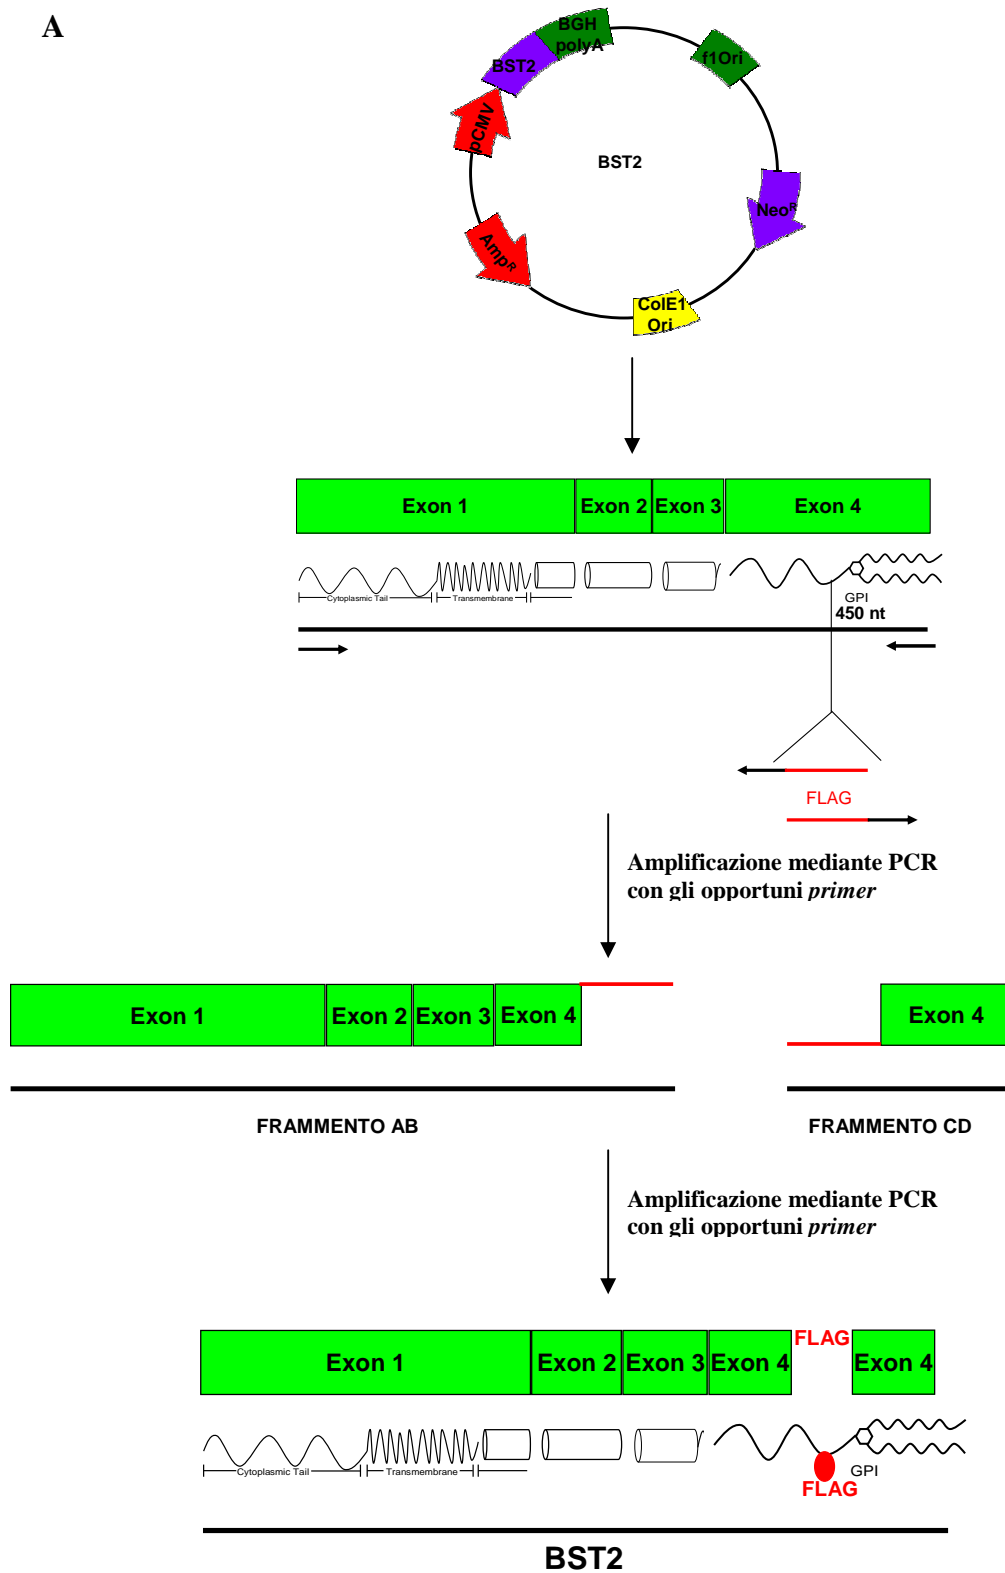 A
BGH
polyA
BST2
f1Ori
pCMV
BST2
Neo^R
Amp^R
ColE1
Ori
Exon 1 Exon 2 Exon 3 Exon 4
Cytoplasmic Tail Transmembrane GPI
450 nt
FLAG
Amplificazione mediante PCR
con gli opportuni primer
Exon 1 Exon 2 Exon 3 Exon 4 Exon 4
FRAMMENTO AB FRAMMENTO CD
Amplificazione mediante PCR
con gli opportuni primer
Exon 1 Exon 2 Exon 3 Exon 4 FLAG Exon 4
Cytoplasmic Tail Transmembrane GPI
FLAG
BST2